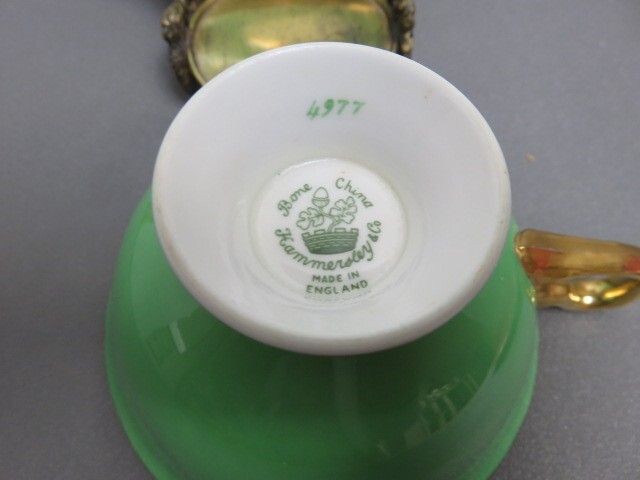 4977
Bone China
Hammersley & Co
MADE IN
ENGLAND